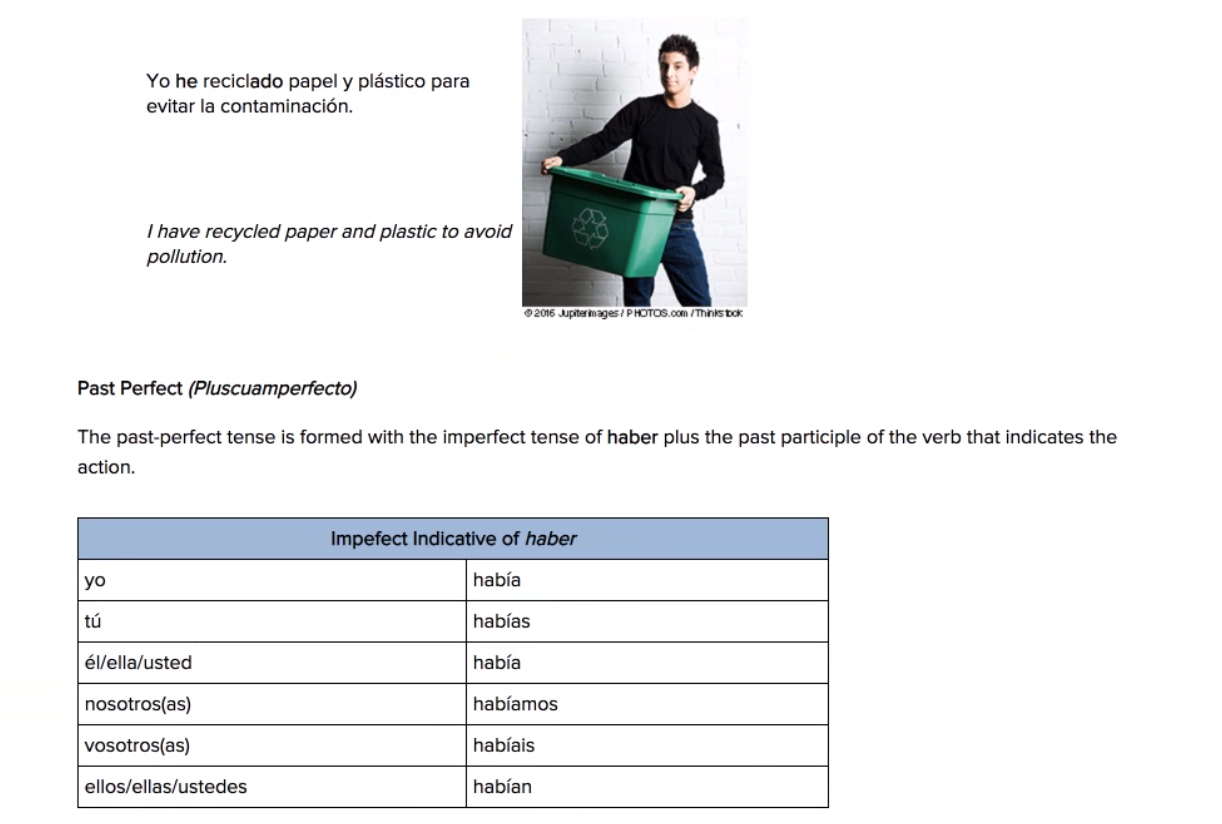 Yo he reciclado papel y plástico para
evitar la contaminación.
I have recycled paper and plastic to avoid
pollution.
© 2016 Jupiterimages / PHOTOS.com / Thinkstock
Past Perfect (Pluscuamperfecto)
The past-perfect tense is formed with the imperfect tense of haber plus the past participle of the verb that indicates the
action.
Impefect Indicative of haber
yo había
tú habías
él/ella/usted había
nosotros(as) habíamos
vosotros(as) habíais
ellos/ellas/ustedes habían